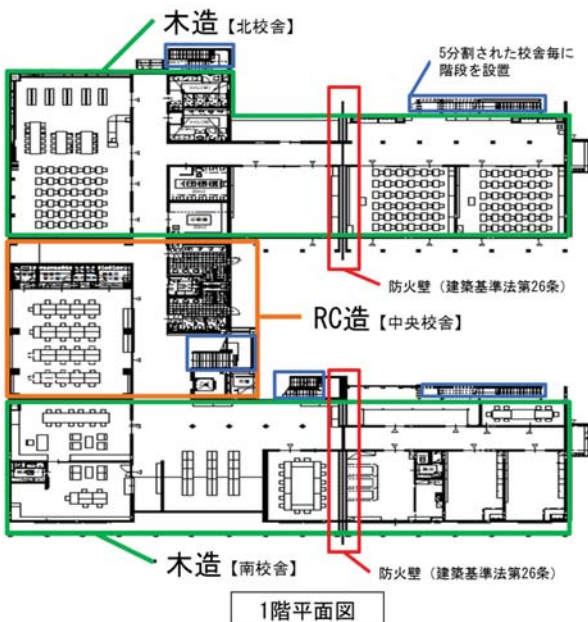 木造【北校舎】
5分割された校舎毎に
階段を設置
防火壁（建築基準法第26条）
RC造【中央校舎】
木造【南校舎】
防火壁（建築基準法第26条）
1階平面図